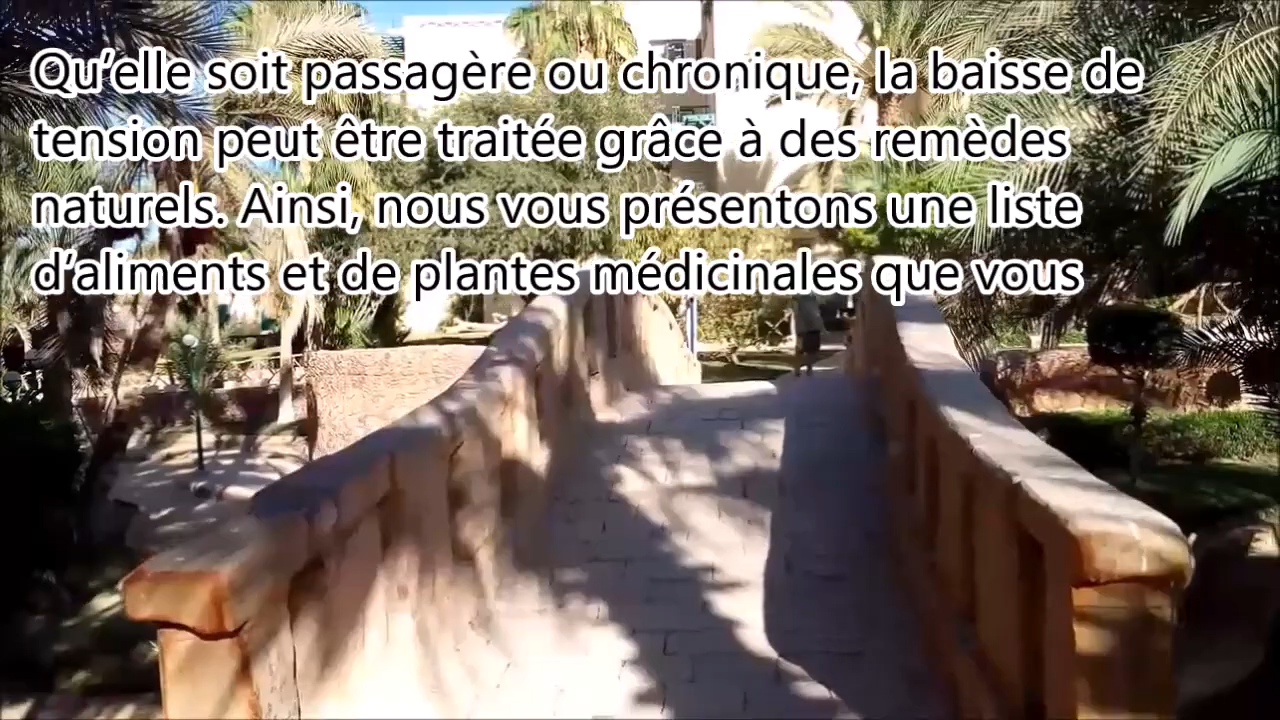 Qu’elle soit passagère ou chronique, la baisse de
tension peut être traitée grâce à des remèdes
naturels. Ainsi, nous vous présentons une liste
d’aliments et de plantes médicinales que vous